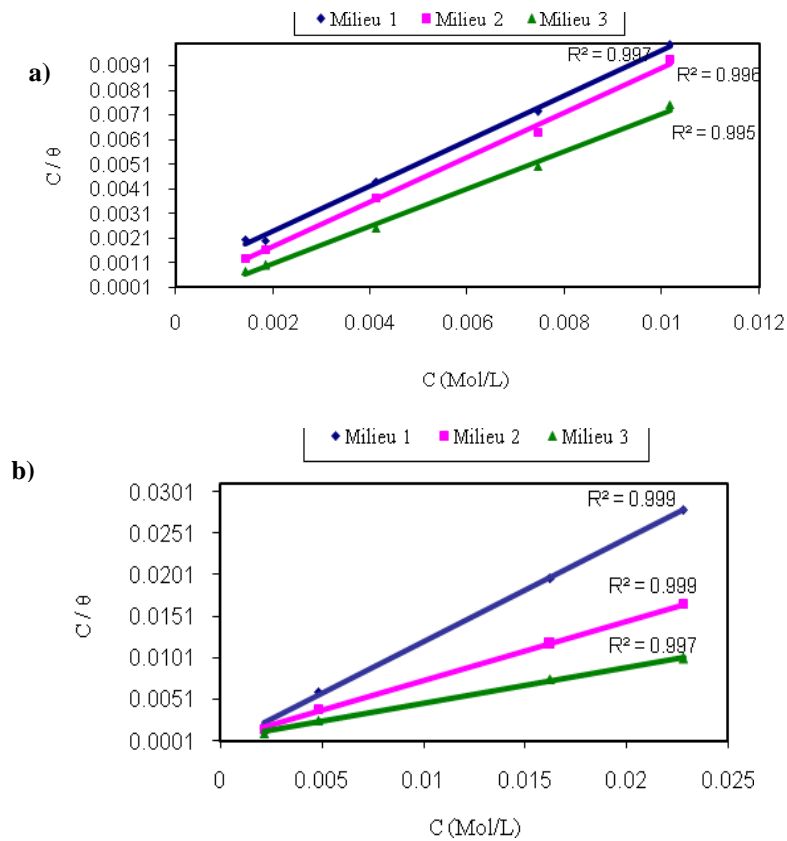 Milieu 1 Milieu 2 Milieu 3
a)
R² = 0.997
R² = 0.996
R² = 0.995
0.0091
0.0081
0.0071
0.0061
0.0051
0.0041
0.0031
0.0021
0.0011
0.0001
C / θ
0 0.002 0.004 0.006 0.008 0.01 0.012
C (Mol/L)
Milieu 1 Milieu 2 Milieu 3
b)
R² = 0.999
R² = 0.999
R² = 0.997
0.0301
0.0251
0.0201
0.0151
0.0101
0.0051
0.0001
C / θ
0 0.005 0.01 0.015 0.02 0.025
C (Mol/L)